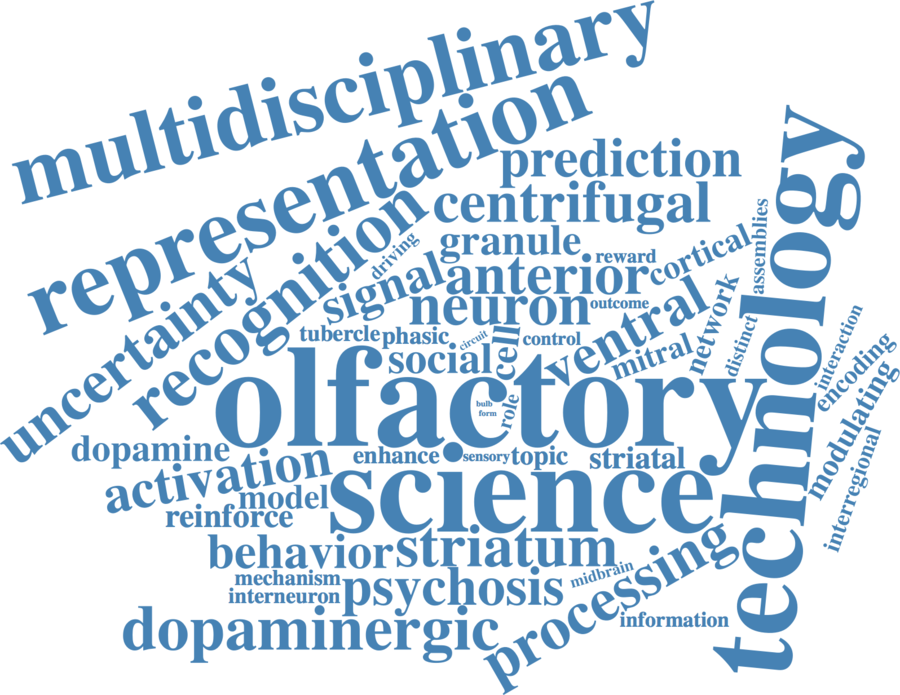 multidisciplinary
representation
prediction
technology
centrifugal
recognition
granule
driving
reward
cortical
assemblies
uncertainty
signal
anterior
neuron
outcome
ventral
network
tubercle
phasic
circuit
cell
control
distinct
interaction
social
mitral
encoding
olfactory
bulb
form
role
modulating
dopamine
enhance
sensory
topic
striatal
interregional
activation
model
science
reinforce
behavior
striatum
mechanism
midbrain
processing
interneuron
psychosis
information
dopaminergic